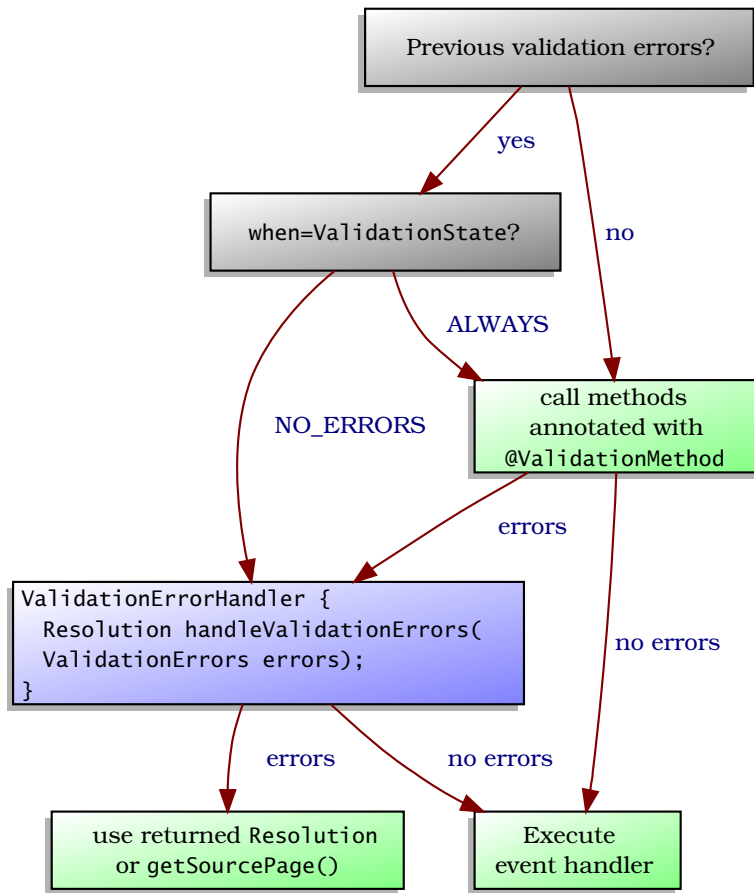 Previous validation errors?
yes
when=ValidationState?
no
ALWAYS
call methods
annotated with
@ValidationMethod
NO_ERRORS
errors
ValidationErrorHandler {
Resolution handleValidationErrors(
ValidationErrors errors);
}
no errors
errors
no errors
use returned Resolution
or getSourcePage()
Execute
event handler